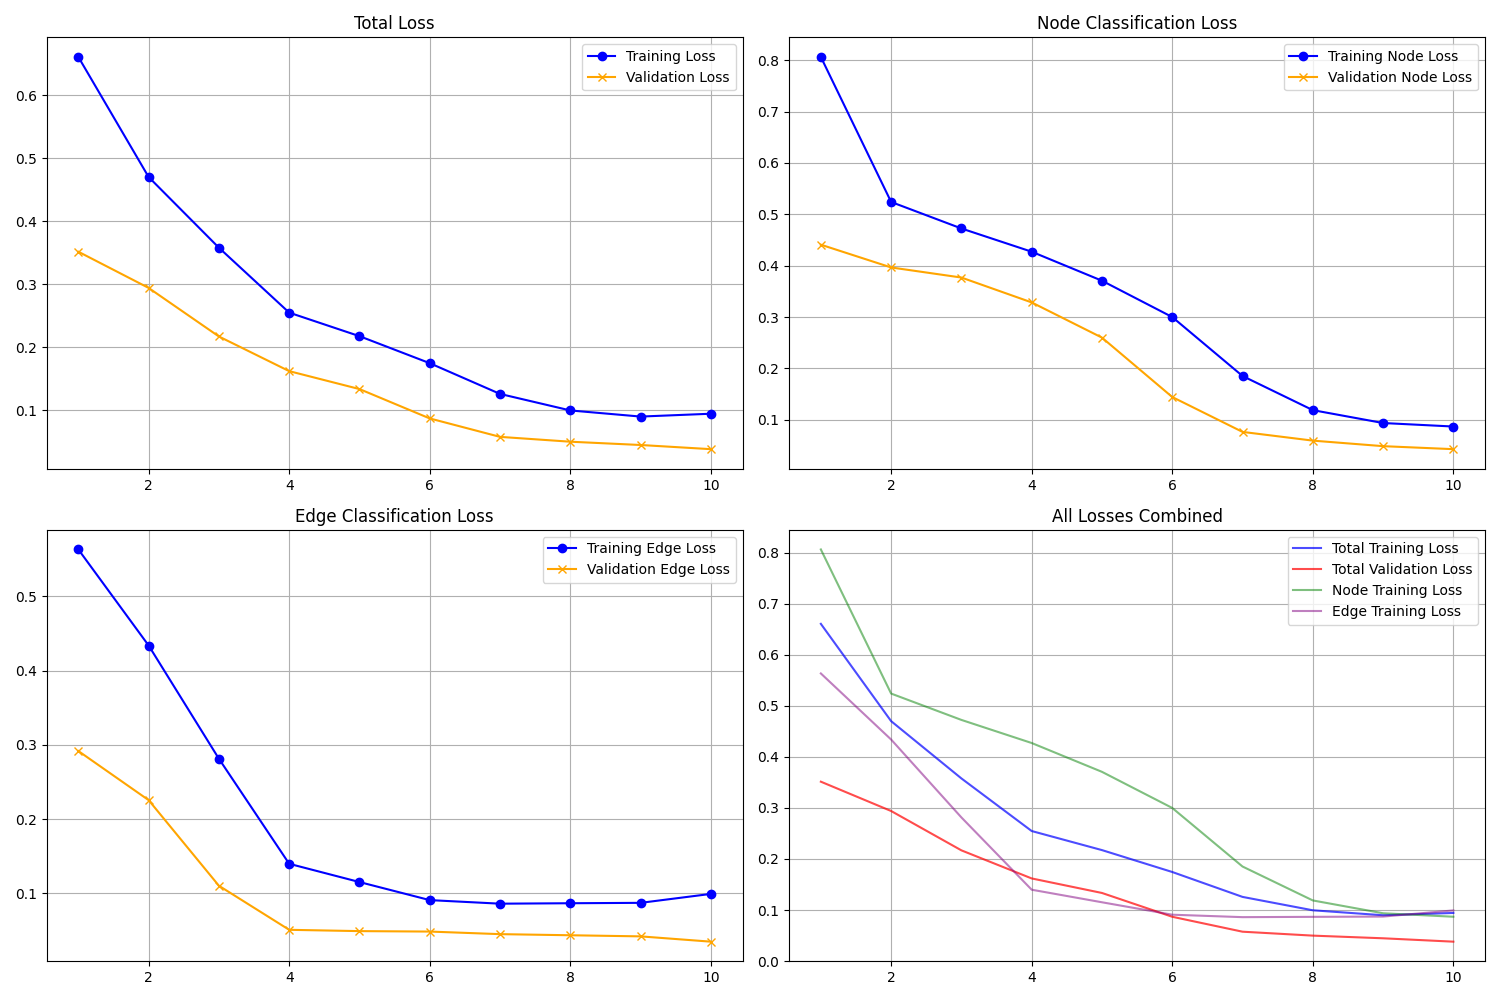 Total Loss
Training Loss
Validation Loss
0.6
0.5
0.4
0.3
0.2
0.1
2 4 6 8 10
Node Classification Loss
Training Node Loss
Validation Node Loss
0.8
0.7
0.6
0.5
0.4
0.3
0.2
0.1
2 4 6 8 10
Edge Classification Loss
Training Edge Loss
Validation Edge Loss
0.5
0.4
0.3
0.2
0.1
2 4 6 8 10
All Losses Combined
Total Training Loss
Total Validation Loss
Node Training Loss
Edge Training Loss
0.8
0.7
0.6
0.5
0.4
0.3
0.2
0.1
0.0
2 4 6 8 10